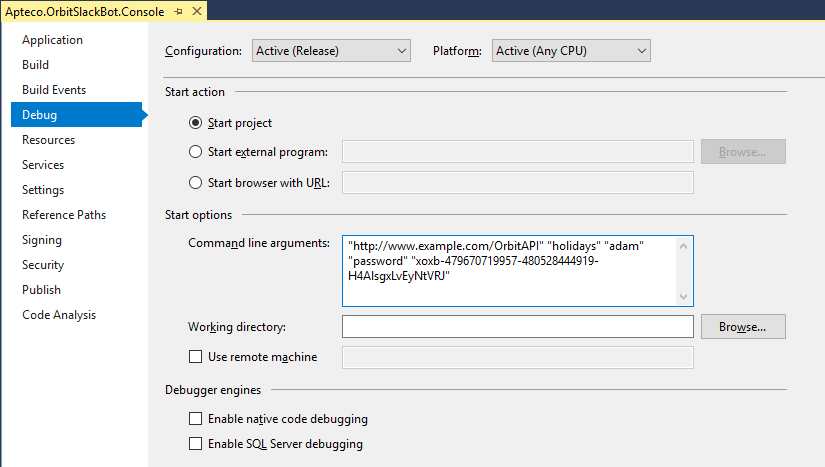 Apteco.OrbitSlackBot.Console
Application
Build
Build Events
Debug
Resources
Services
Settings
Reference Paths
Signing
Security
Publish
Code Analysis
Configuration: Active (Release) Platform: Active (Any CPU)
Start action
Start project
Start external program: Browse...
Start browser with URL:
Start options
Command line arguments: "http://www.example.com/OrbitAPI" "holidays" "adam"
"password" "xoxb-479670719957-480528444919-
H4AlsgxLvEyNtVRJ"
Working directory: Browse...
Use remote machine
Debugger engines
Enable native code debugging
Enable SQL Server debugging